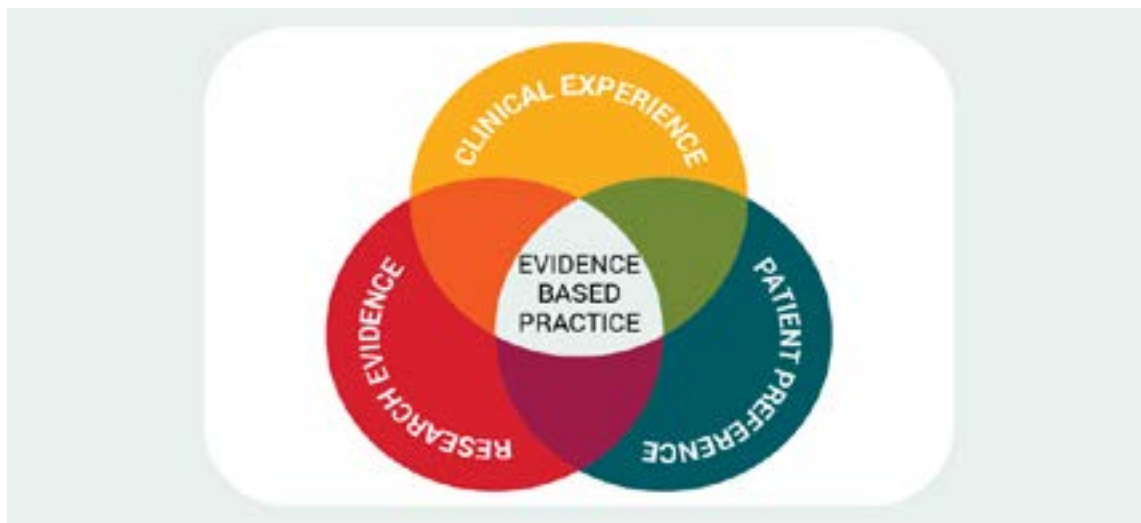 CLINICAL EXPERIENCE
EVIDENCE
BASED
PRACTICE
RESEARCH EVIDENCE
PATIENT PREFERENCE